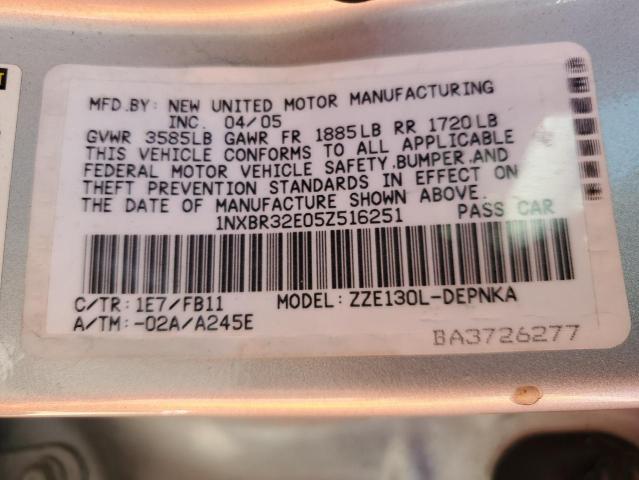 MFD.BY: NEW UNITED MOTOR MANUFACTURING
INC. 04/05
GVWR 3585LB GAWR FR 1885LB RR 1720LB
THIS VEHICLE CONFORMS TO ALL APPLICABLE
FEDERAL MOTOR VEHICLE SAFETY,BUMPER,AND
THEFT PREVENTION STANDARDS IN EFFECT ON
THE DATE OF MANUFACTURE SHOWN ABOVE.
1NXBR32E05Z516251 PASS CAR
C/TR: 1E7/FB11 MODEL: ZZE130L-DEPNKA
A/TM: -02A/A245E
BA3726277